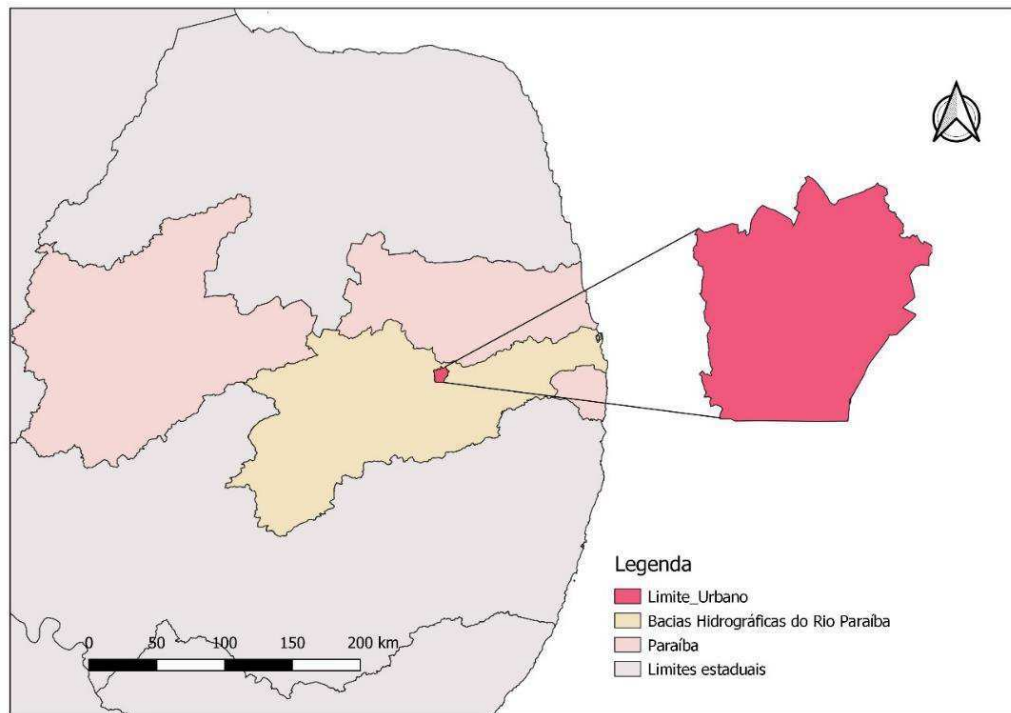 Legenda
Limite_Urbano
Bacias Hidrográficas do Rio Paraíba
Paraíba
Limites estaduais
0 50 100 150 200 km